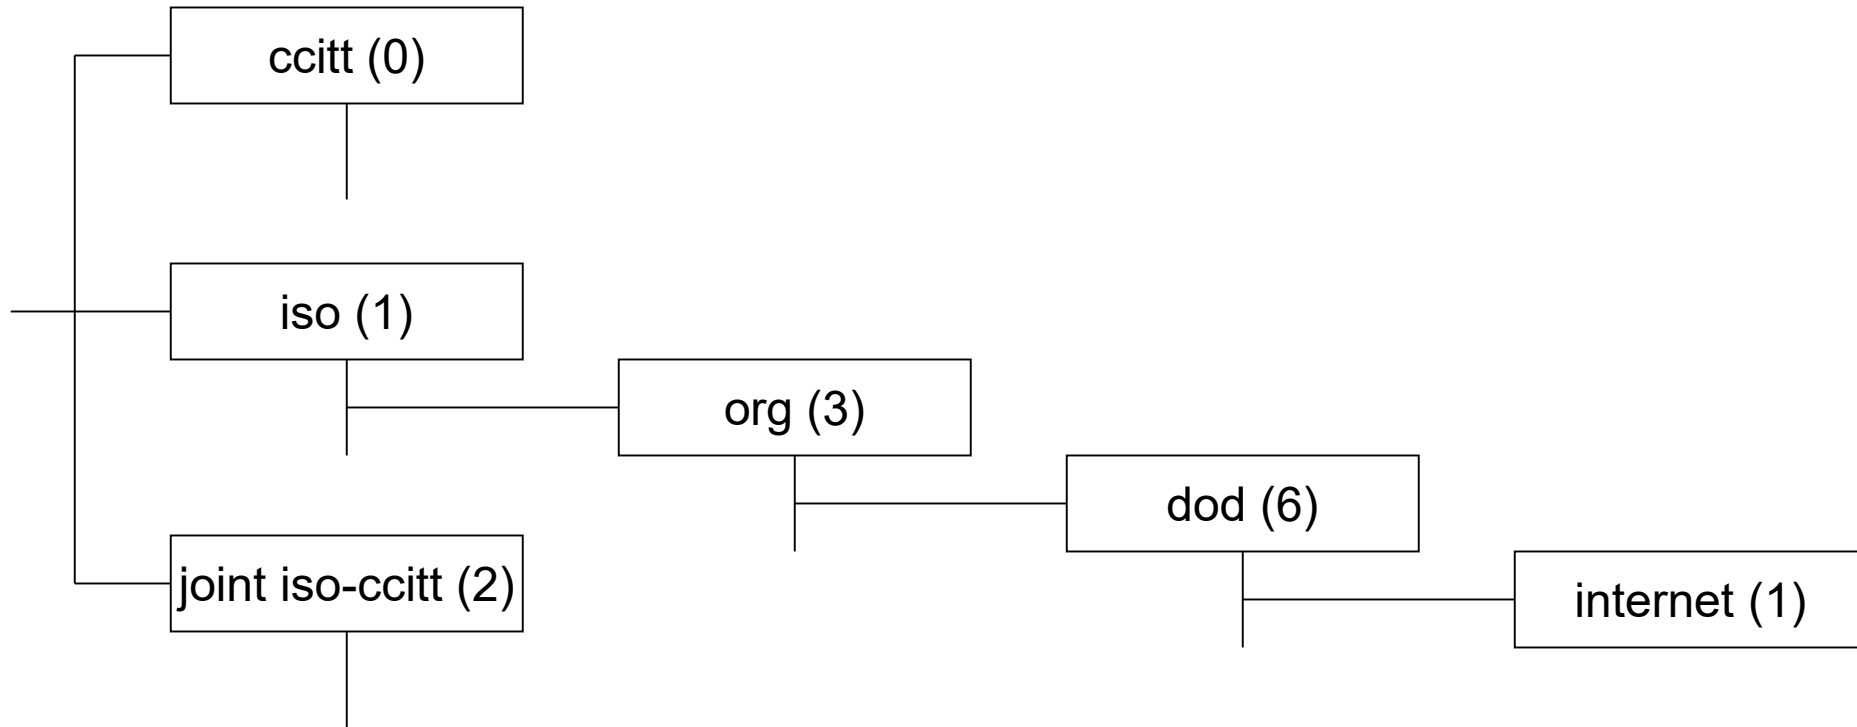 ccitt (0)
iso (1)
org (3)
dod (6)
joint iso-ccitt (2)
internet (1)